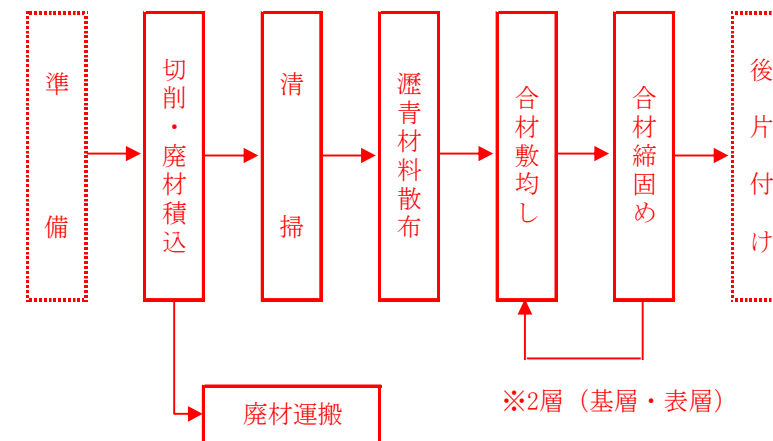 準備
切削・廃材積込
清掃
瀝青材料散布
合材敷均し
合材締固め
後片付け
廃材運搬
※2層（基層・表層）